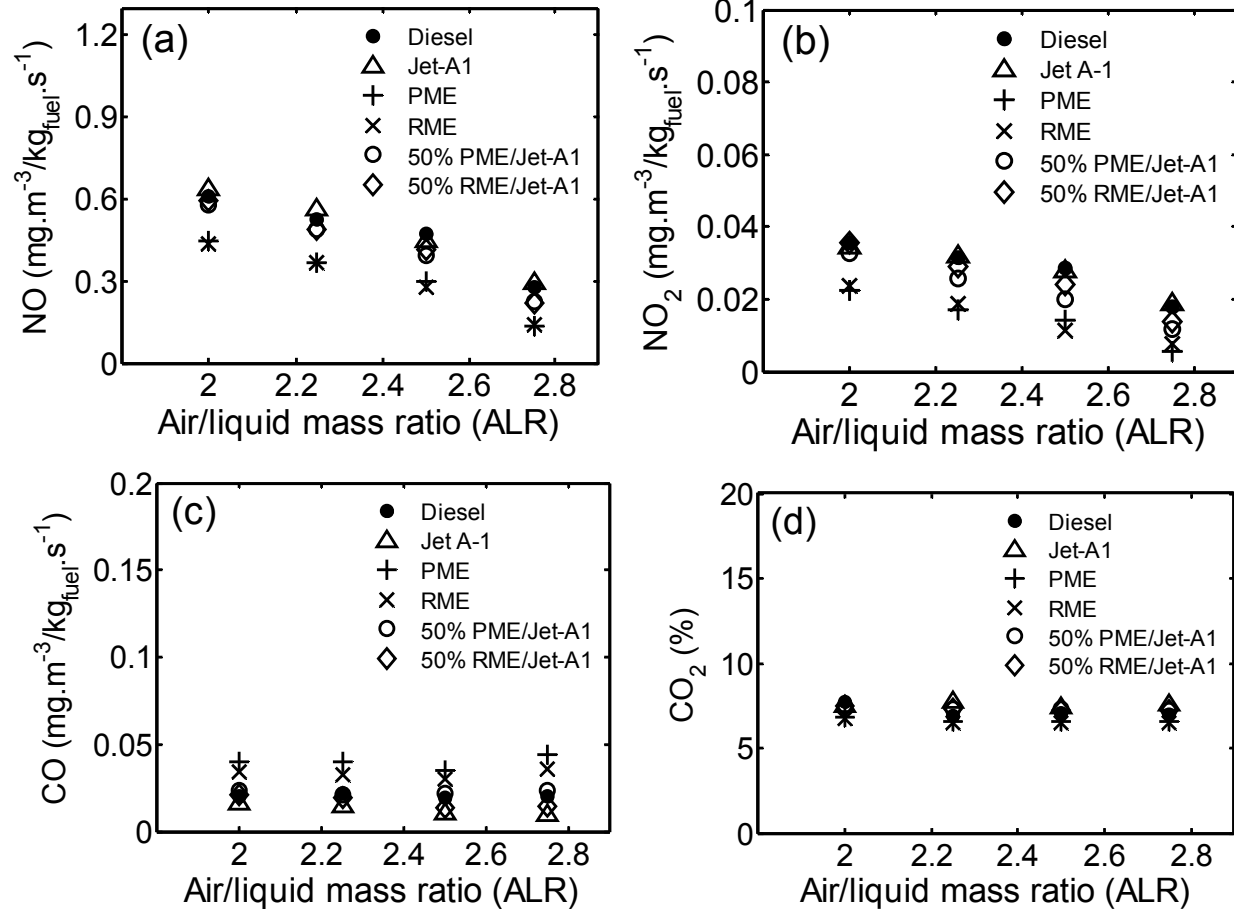 (a)
1.2
0.9
0.6
0.3
0
NO (mg.m-3/kgfuel.s-1)
Diesel
Jet-A1
PME
RME
50% PME/Jet-A1
50% RME/Jet-A1
2 2.2 2.4 2.6 2.8
Air/liquid mass ratio (ALR)
(b)
0.1
0.08
0.06
0.04
0.02
0
NO2 (mg.m-3/kgfuel.s-1)
Diesel
Jet A-1
PME
RME
50% PME/Jet-A1
50% RME/Jet-A1
2 2.2 2.4 2.6 2.8
Air/liquid mass ratio (ALR)
(c)
0.2
0.15
0.1
0.05
0
CO (mg.m-3/kgfuel.s-1)
Diesel
Jet A-1
PME
RME
50% PME/Jet-A1
50% RME/Jet-A1
2 2.2 2.4 2.6 2.8
Air/liquid mass ratio (ALR)
(d)
20
15
10
5
0
CO2 (%)
Diesel
Jet-A1
PME
RME
50% PME/Jet-A1
50% RME/Jet-A1
2 2.2 2.4 2.6 2.8
Air/liquid mass ratio (ALR)